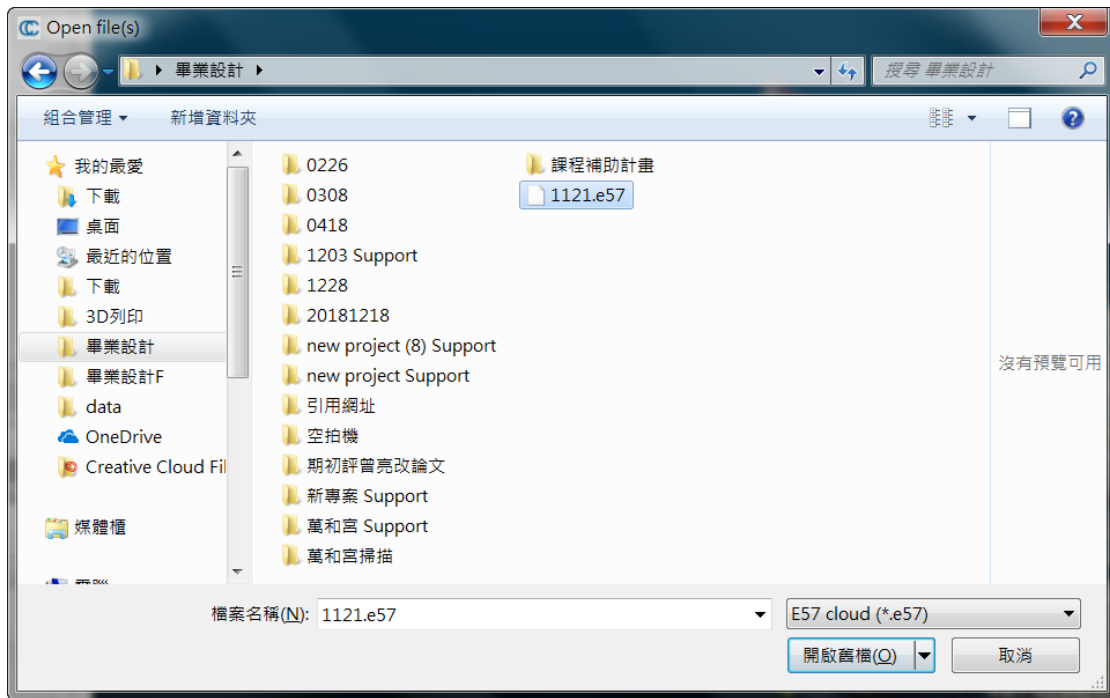 Open file(s)
畢業設計
搜尋 畢業設計
組合管理
新增資料夾
我的最愛
下載
桌面
最近的位置
下載
3D列印
畢業設計
畢業設計F
data
OneDrive
Creative Cloud Fil
媒體櫃
0226
0308
0418
1203 Support
1228
20181218
new project (8) Support
new project Support
引用網址
空拍機
期初評曾亮改論文
新專案 Support
萬和宮 Support
萬和宮掃描
課程補助計畫
1121.e57
沒有預覽可用
檔案名稱(N): 1121.e57
E57 cloud (*.e57)
開啟舊檔(O)
取消